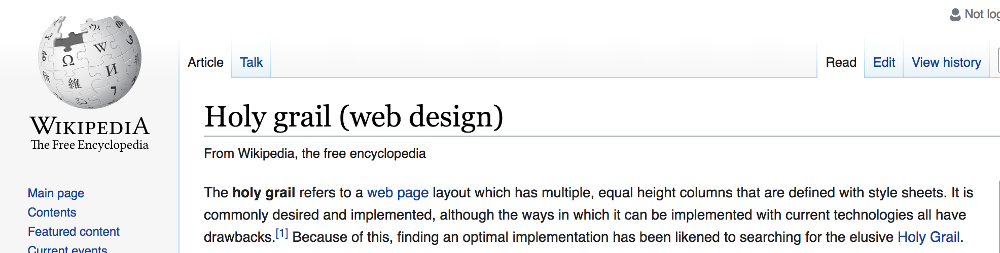 Not log
Article Talk Read Edit View history
Ω W И 維 ウィ
WIKIPEDIA
The Free Encyclopedia
Holy grail (web design)
From Wikipedia, the free encyclopedia
Main page
Contents
Featured content
Current events
The holy grail refers to a web page layout which has multiple, equal height columns that are defined with style sheets. It is
commonly desired and implemented, although the ways in which it can be implemented with current technologies all have
drawbacks.[1] Because of this, finding an optimal implementation has been likened to searching for the elusive Holy Grail.